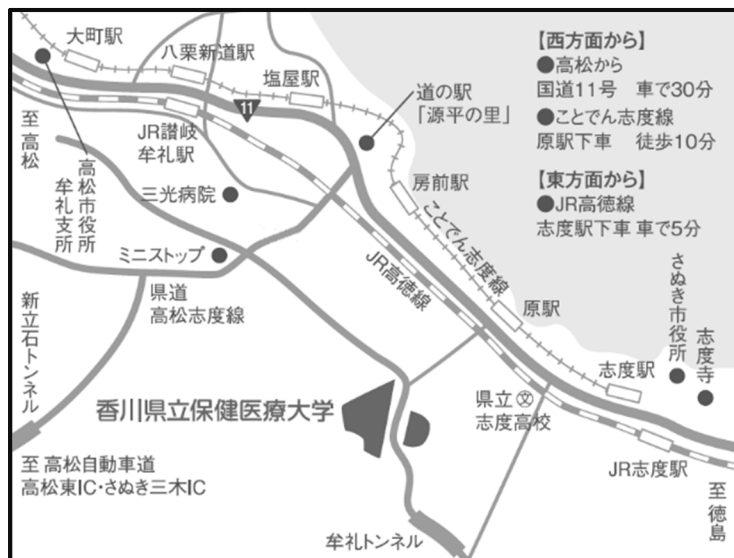 大町駅
八栗新道駅
塩屋駅
11
JR讃岐
牟礼駅
至高松
高松市役所
牟礼支所
三光病院
ミニストップ
県道
高松志度線
新立石トンネル
道の駅
「源平の里」
房前駅
ことでん志度線
JR高徳線
原駅
【西方面から】
●高松から
国道11号 車で30分
●ことでん志度線
原駅下車 徒歩10分
【東方面から】
●JR高徳線
志度駅下車 車で5分
さぬき市役所
志度寺
志度駅
県立文
志度高校
JR志度駅
至徳島
香川県立保健医療大学
至 高松自動車道
高松東IC・さぬき三木IC
牟礼トンネル